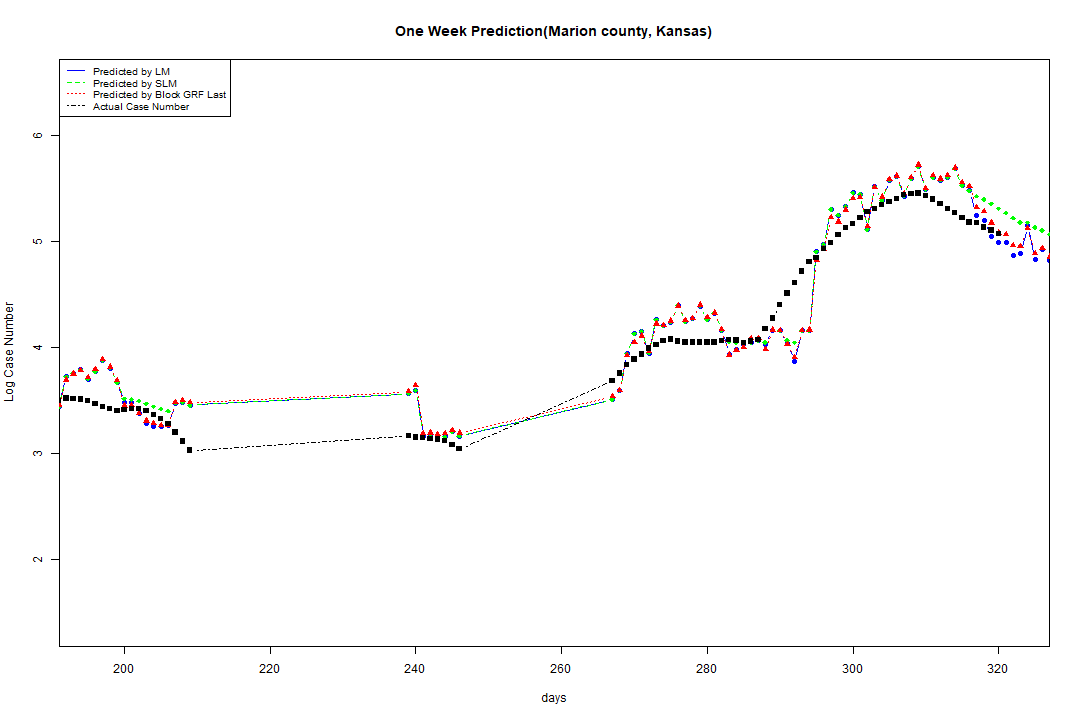 One Week Prediction(Marion county, Kansas)
Predicted by LM
Predicted by SLM
Predicted by Block GRF Last
Actual Case Number
6
5
4
3
2
Log Case Number
200 220 240 260 280 300 320
days